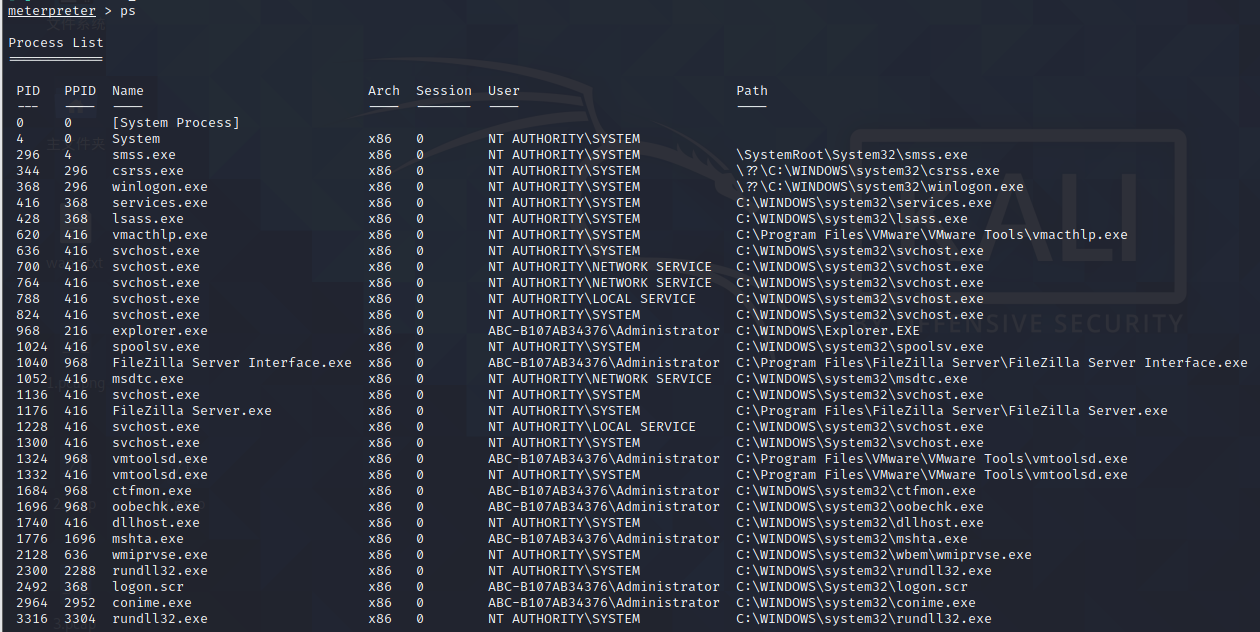 meterpreter > ps
Process List
PID PPID Name Arch Session User Path
--- ---- ---- ---- ------- ---- ----
0 0 [System Process]
4 0 System x86 0 NT AUTHORITY\SYSTEM
296 4 smss.exe x86 0 NT AUTHORITY\SYSTEM \SystemRoot\System32\smss.exe
344 296 csrss.exe x86 0 NT AUTHORITY\SYSTEM \??\C:\WINDOWS\system32\csrss.exe
368 296 winlogon.exe x86 0 NT AUTHORITY\SYSTEM \??\C:\WINDOWS\system32\winlogon.exe
416 368 services.exe x86 0 NT AUTHORITY\SYSTEM C:\WINDOWS\system32\services.exe
428 368 lsass.exe x86 0 NT AUTHORITY\SYSTEM C:\WINDOWS\system32\lsass.exe
620 416 vmacthlp.exe x86 0 NT AUTHORITY\SYSTEM C:\Program Files\VMware\VMware Tools\vmacthlp.exe
636 416 svchost.exe x86 0 NT AUTHORITY\SYSTEM C:\WINDOWS\system32\svchost.exe
700 416 svchost.exe x86 0 NT AUTHORITY\NETWORK SERVICE C:\WINDOWS\system32\svchost.exe
764 416 svchost.exe x86 0 NT AUTHORITY\NETWORK SERVICE C:\WINDOWS\system32\svchost.exe
788 416 svchost.exe x86 0 NT AUTHORITY\LOCAL SERVICE C:\WINDOWS\system32\svchost.exe
824 416 svchost.exe x86 0 NT AUTHORITY\SYSTEM C:\WINDOWS\System32\svchost.exe
968 216 explorer.exe x86 0 ABC-B107AB34376\Administrator C:\WINDOWS\Explorer.EXE
1024 416 spoolsv.exe x86 0 NT AUTHORITY\SYSTEM C:\WINDOWS\system32\spoolsv.exe
1040 968 FileZilla Server Interface.exe x86 0 ABC-B107AB34376\Administrator C:\Program Files\FileZilla Server\FileZilla Server Interface.exe
1052 416 msdtc.exe x86 0 NT AUTHORITY\NETWORK SERVICE C:\WINDOWS\system32\msdtc.exe
1136 416 svchost.exe x86 0 NT AUTHORITY\SYSTEM C:\WINDOWS\System32\svchost.exe
1176 416 FileZilla Server.exe x86 0 NT AUTHORITY\SYSTEM C:\Program Files\FileZilla Server\FileZilla Server.exe
1228 416 svchost.exe x86 0 NT AUTHORITY\LOCAL SERVICE C:\WINDOWS\system32\svchost.exe
1300 416 svchost.exe x86 0 NT AUTHORITY\SYSTEM C:\WINDOWS\System32\svchost.exe
1324 968 vmtoolsd.exe x86 0 ABC-B107AB34376\Administrator C:\Program Files\VMware\VMware Tools\vmtoolsd.exe
1332 416 vmtoolsd.exe x86 0 NT AUTHORITY\SYSTEM C:\Program Files\VMware\VMware Tools\vmtoolsd.exe
1684 968 ctfmon.exe x86 0 ABC-B107AB34376\Administrator C:\WINDOWS\system32\ctfmon.exe
1696 968 oobechk.exe x86 0 ABC-B107AB34376\Administrator C:\WINDOWS\system32\oobechk.exe
1740 416 dllhost.exe x86 0 NT AUTHORITY\SYSTEM C:\WINDOWS\system32\dllhost.exe
1776 1696 mshta.exe x86 0 ABC-B107AB34376\Administrator C:\WINDOWS\system32\mshta.exe
2128 636 wmiprvse.exe x86 0 NT AUTHORITY\SYSTEM C:\WINDOWS\system32\wbem\wmiprvse.exe
2300 2288 rundll32.exe x86 0 NT AUTHORITY\SYSTEM C:\WINDOWS\system32\rundll32.exe
2492 368 logon.scr x86 0 ABC-B107AB34376\Administrator C:\WINDOWS\System32\logon.scr
2964 2952 conime.exe x86 0 ABC-B107AB34376\Administrator C:\WINDOWS\system32\conime.exe
3316 3304 rundll32.exe x86 0 NT AUTHORITY\SYSTEM C:\WINDOWS\system32\rundll32.exe
KALI
OFFENSIVE SECURITY